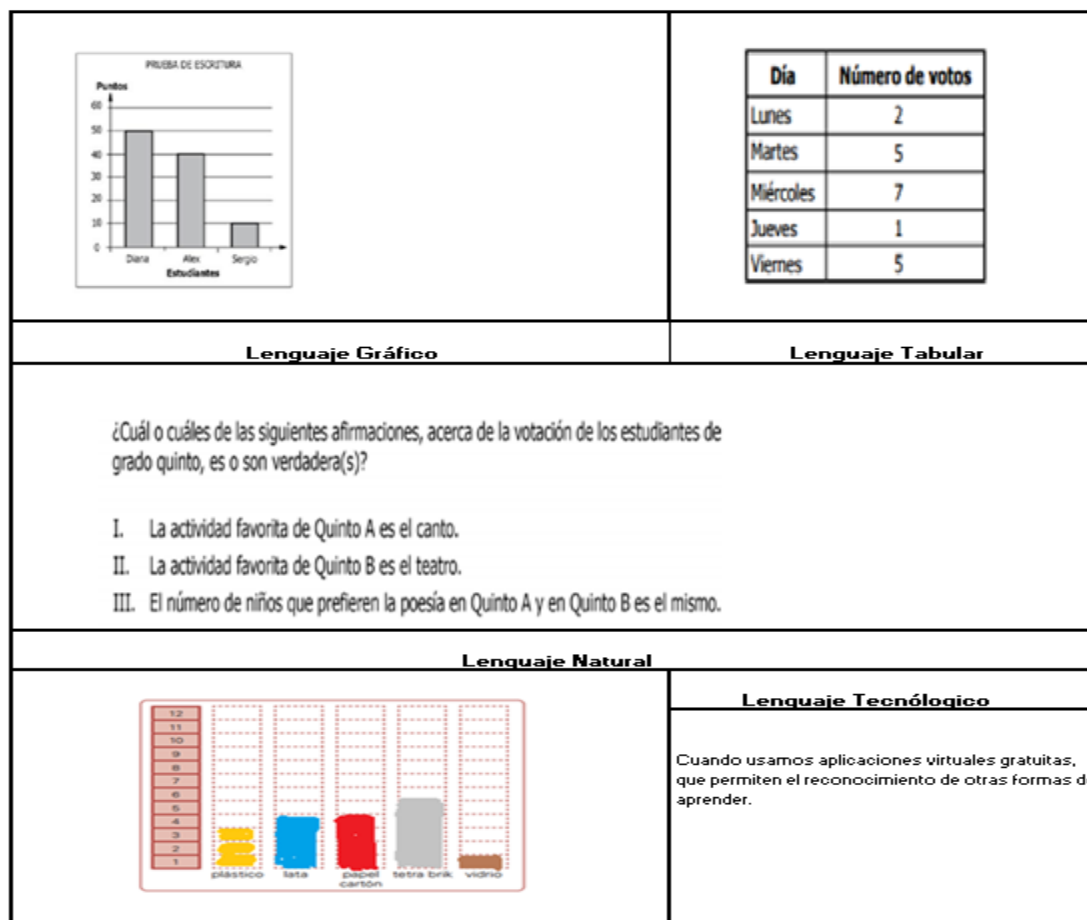 PRUEBA DE ESCRITURA
Puntos
60
50
40
30
20
10
0
Diana Alex Sergio
Estudiantes
Día Número de votos
Lunes 2
Martes 5
Miércoles 7
Jueves 1
Viernes 5
Lenguaje Gráfico
Lenguaje Tabular
¿Cuál o cuáles de las siguientes afirmaciones, acerca de la votación de los estudiantes de
grado quinto, es o son verdadera(s)?
I. La actividad favorita de Quinto A es el canto.
II. La actividad favorita de Quinto B es el teatro.
III. El número de niños que prefieren la poesía en Quinto A y en Quinto B es el mismo.
Lenguaje Natural
12
11
10
9
8
7
6
5
4
3
2
1
plástico lata papel cartón tetra brik vidrio
Lenguaje Tecnólogico
Cuando usamos aplicaciones virtuales gratuitas,
que permiten el reconocimiento de otras formas d
aprender.